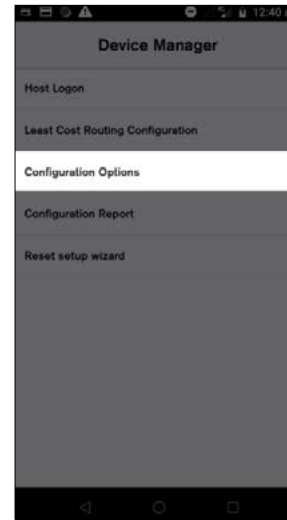 12:40
Device Manager
Host Logon
Least Cost Routing Configuration
Configuration Options
Configuration Report
Reset setup wizard